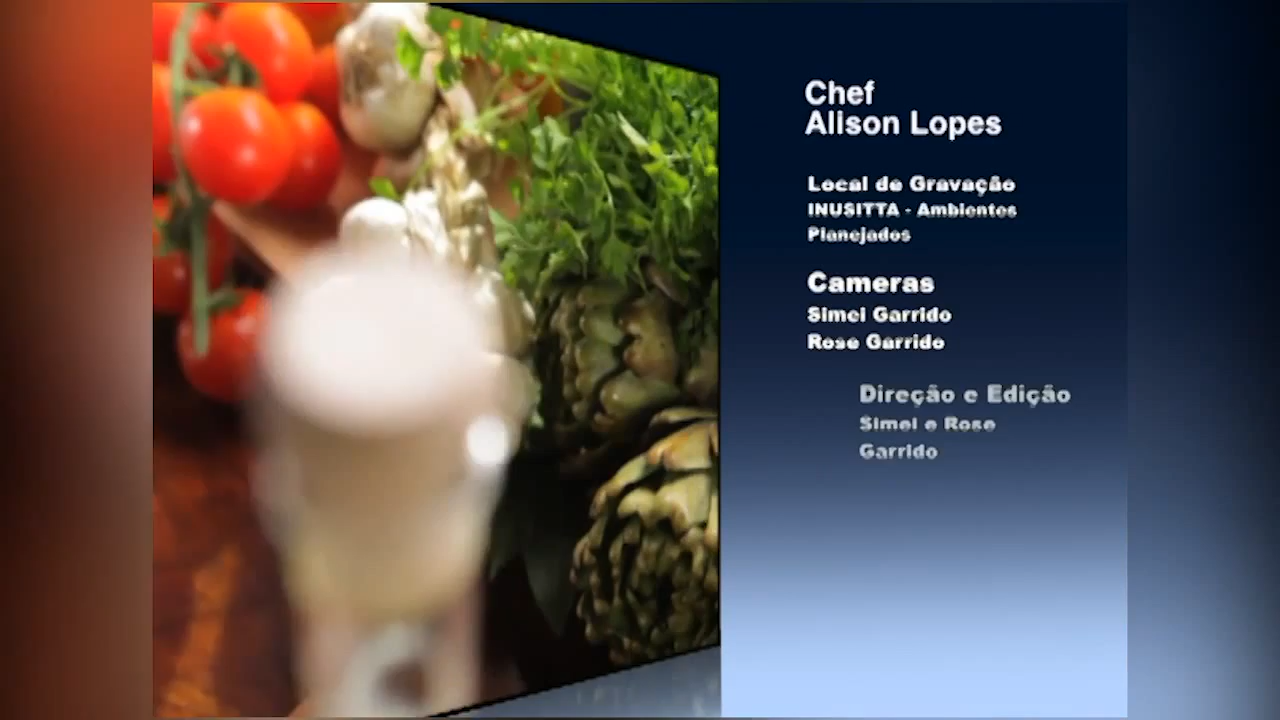 Chef
Alison Lopes
Local de Gravação
INUSITTA - Ambientes
Planejados
Cameras
Simei Garrido
Rose Garrido
Direção e Edição
Simei e Rose
Garrido